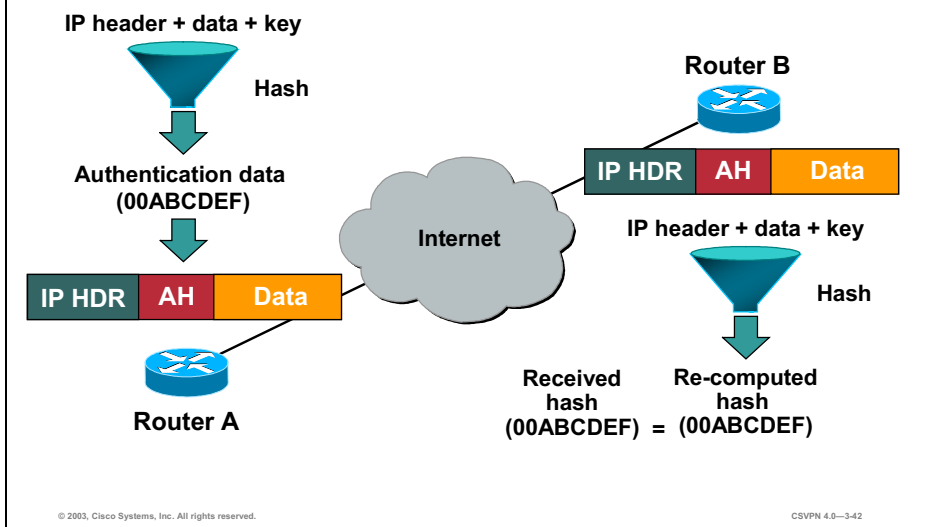 IP header + data + key
Hash
Authentication data
(00ABCDEF)
IP HDR AH Data
Router A
Internet
Router B
IP HDR AH Data
IP header + data + key
Hash
Received
hash
(00ABCDEF)
=
Re-computed
hash
(00ABCDEF)
© 2003, Cisco Systems, Inc. All rights reserved.
CSVPN 4.0—3-42